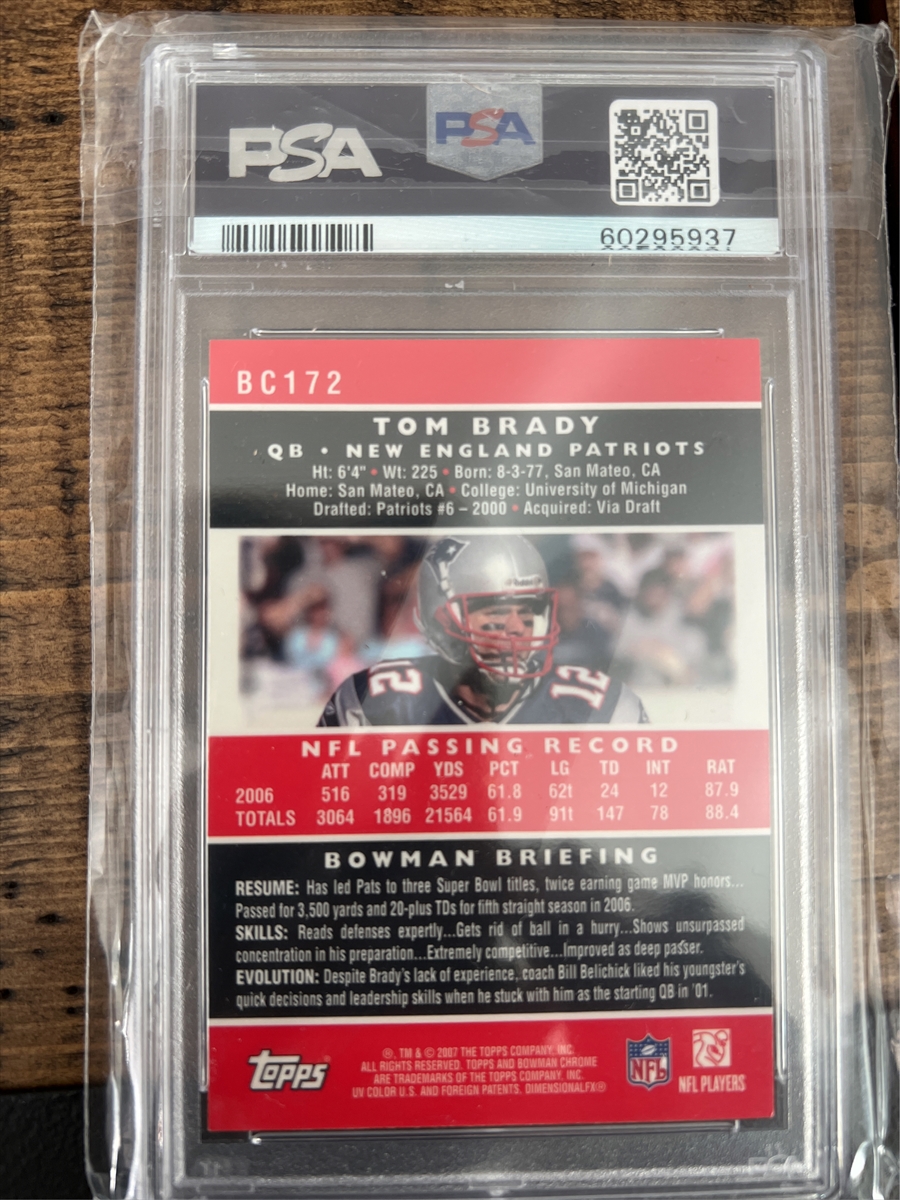 PSA
PSA
60295937
BC172
TOM BRADY
QB • NEW ENGLAND PATRIOTS
Ht: 6'4" • Wt: 225 • Born: 8-3-77, San Mateo, CA
Home: San Mateo, CA • College: University of Michigan
Drafted: Patriots #6 – 2000 • Acquired: Via Draft
12 12
NFL PASSING RECORD
ATT COMP YDS PCT LG TD INT RAT
2006 516 319 3529 61.8 62t 24 12 87.9
TOTALS 3064 1896 21564 61.9 91t 147 78 88.4
BOWMAN BRIEFING
RESUME: Has led Pats to three Super Bowl titles, twice earning game MVP honors...
Passed for 3,500 yards and 20-plus TDs for fifth straight season in 2006.
SKILLS: Reads defenses expertly...Gets rid of ball in a hurry...Shows unsurpassed
concentration in his preparation...Extremely competitive...Improved as deep passer.
EVOLUTION: Despite Brady's lack of experience, coach Bill Belichick liked his youngster's
quick decisions and leadership skills when he stuck with him as the starting QB in '01.
Topps
®, TM & © 2007 THE TOPPS COMPANY, INC.
ALL RIGHTS RESERVED. TOPPS AND BOWMAN CHROME
ARE TRADEMARKS OF THE TOPPS COMPANY, INC.
UV COLOR U.S. AND FOREIGN PATENTS. DIMENSIONALFX®
NFL
NFL PLAYERS